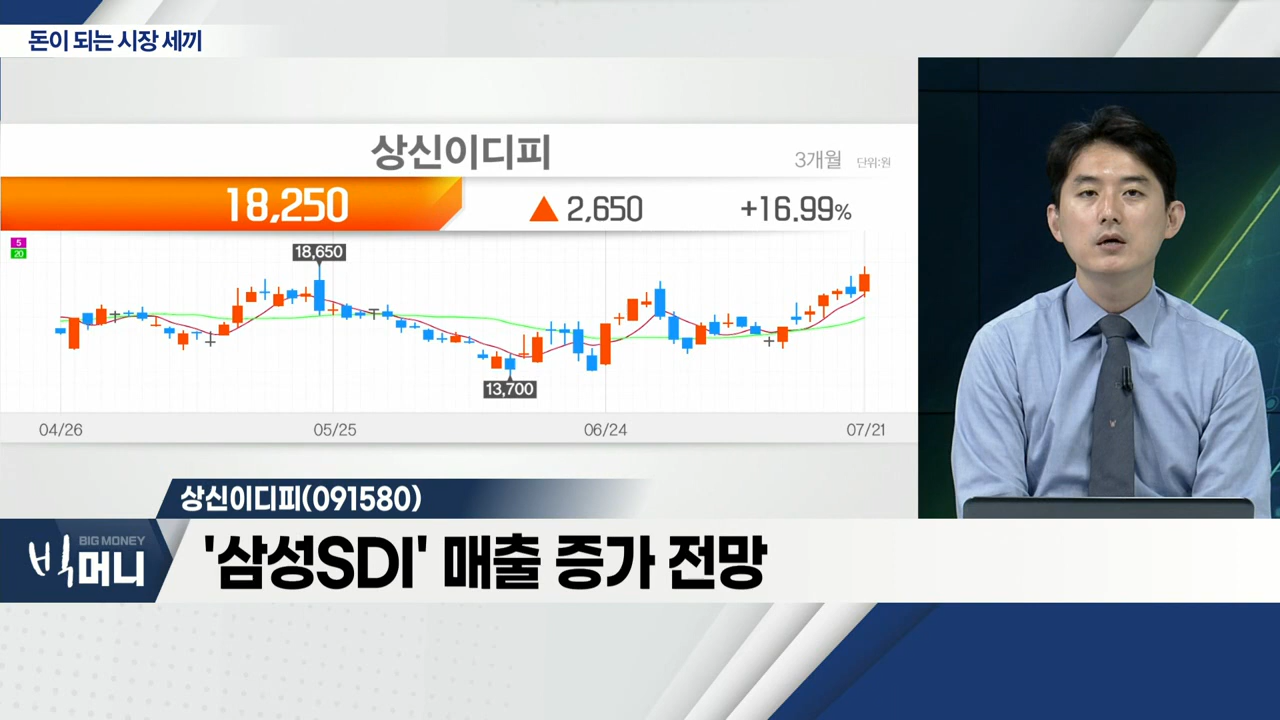 돈이 되는 시장 세끼
상신이디피
3개월 단위:원
18,250 ▲ 2,650 +16.99%
5
20
18,650
13,700
04/26 05/25 06/24 07/21
상신이디피(091580)
빅머니 BIG MONEY
'삼성SDI' 매출 증가 전망